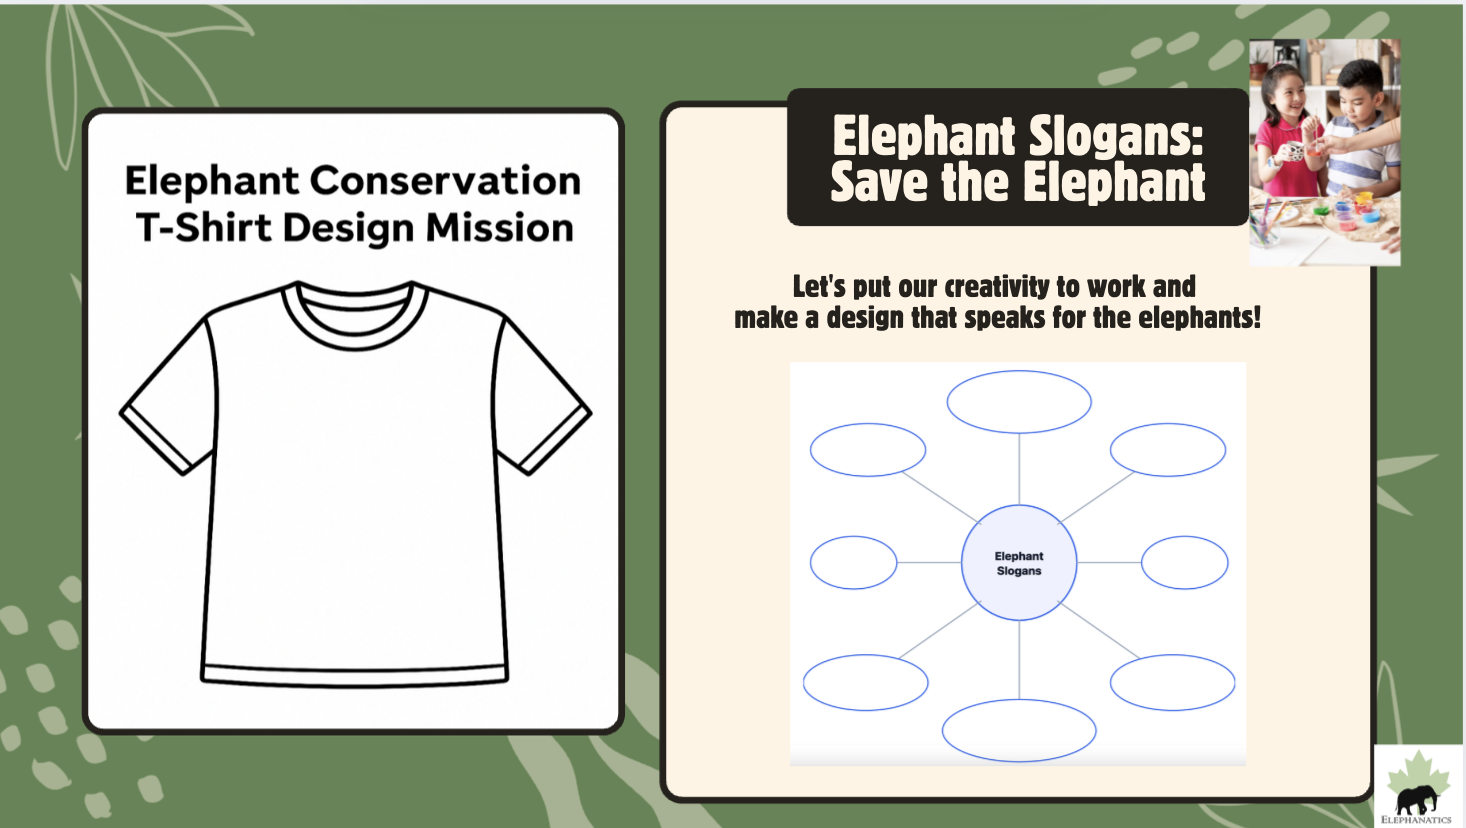 Elephant Conservation
T-Shirt Design Mission
Elephant Slogans:
Save the Elephant
Let's put our creativity to work and
make a design that speaks for the elephants!
Elephant
Slogans
ELEPHANATICS